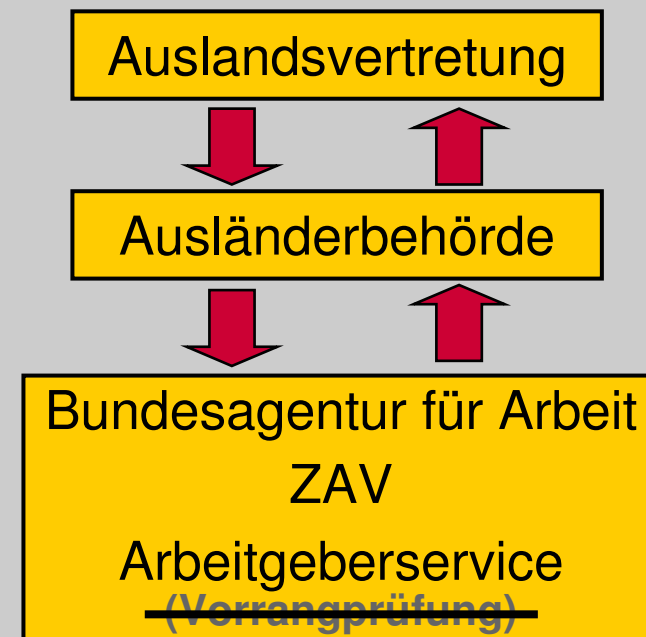 Auslandsvertretung
Ausländerbehörde
Bundesagentur für Arbeit
ZAV
Arbeitgeberservice
(Vorrangprüfung)